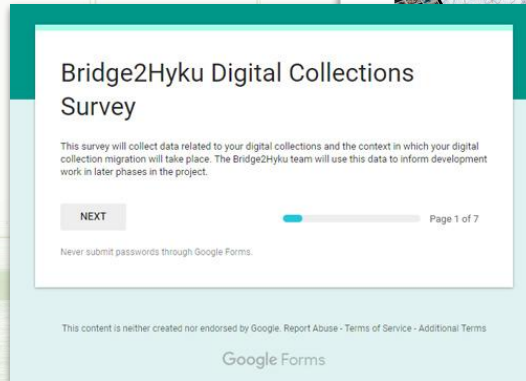 Bridge2Hyku Digital Collections
Survey
This survey will collect data related to your digital collections and the context in which your digital
collection migration will take place. The Bridge2Hyku team will use this data to inform development
work in later phases in the project.
NEXT
Page 1 of 7
Never submit passwords through Google Forms.
This content is neither created nor endorsed by Google. Report Abuse - Terms of Service - Additional Terms
Google Forms